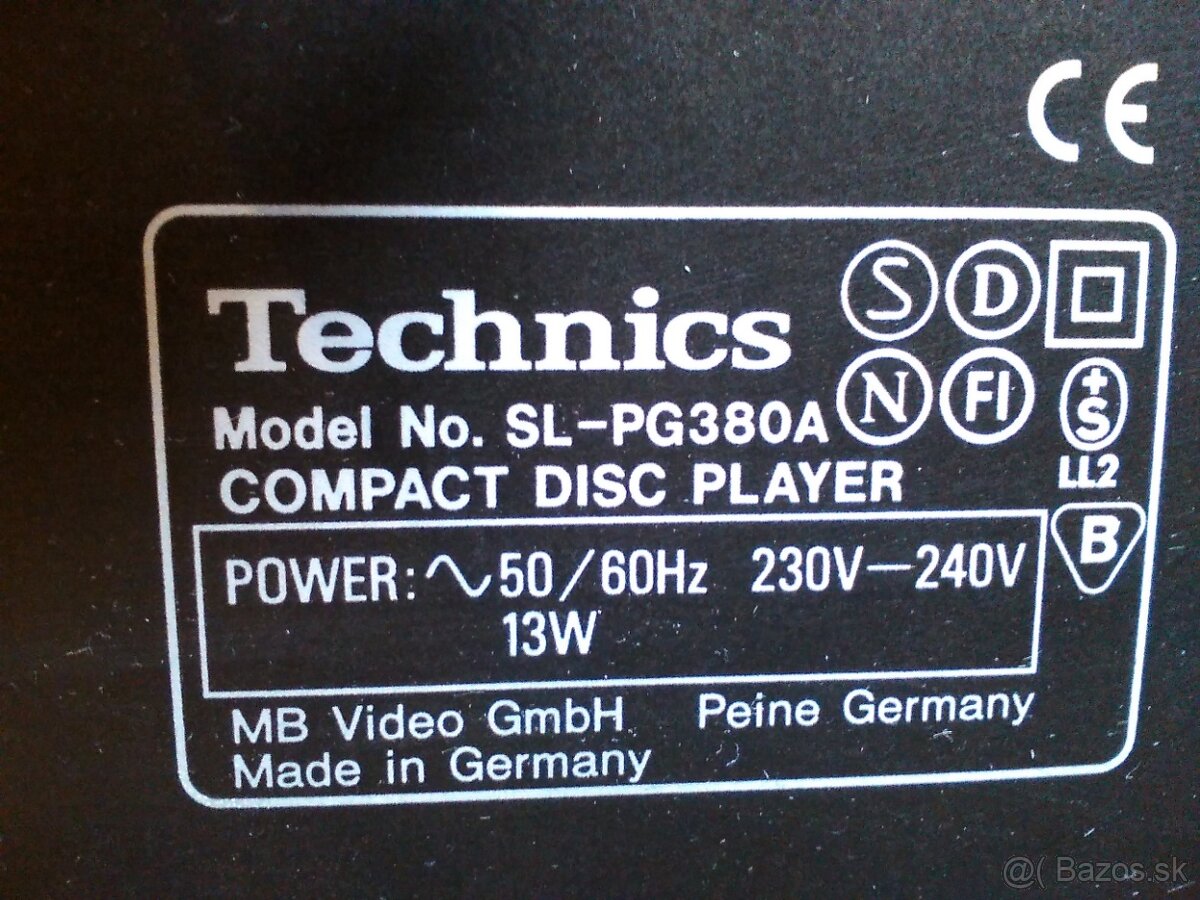 CE
Technics
S D
N FI
+S
LL2
B
Model No. SL-PG380A
COMPACT DISC PLAYER
POWER: ∿50/60Hz 230V—240V
13W
MB Video GmbH Peine Germany
Made in Germany
@( Bazos.sk